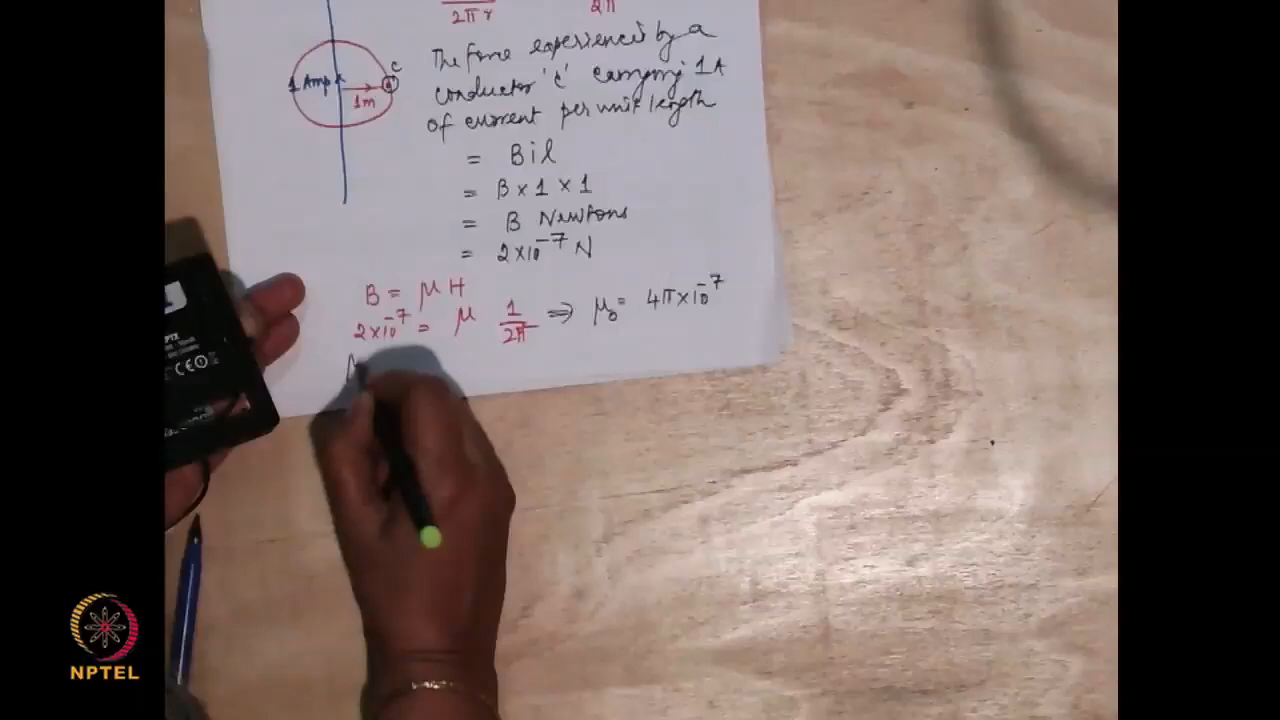 2πr
2π
1 Amp
C
1m
The force experienced by a
conductor 'C' carrying 1A
of current per unit length
= Bil
= B × 1 × 1
= B Newtons
= 2×10⁻⁷ N
B = μ H
2×10⁻⁷ = μ 1/2π ⇒ μ₀ = 4π×10⁻⁷
NPTEL